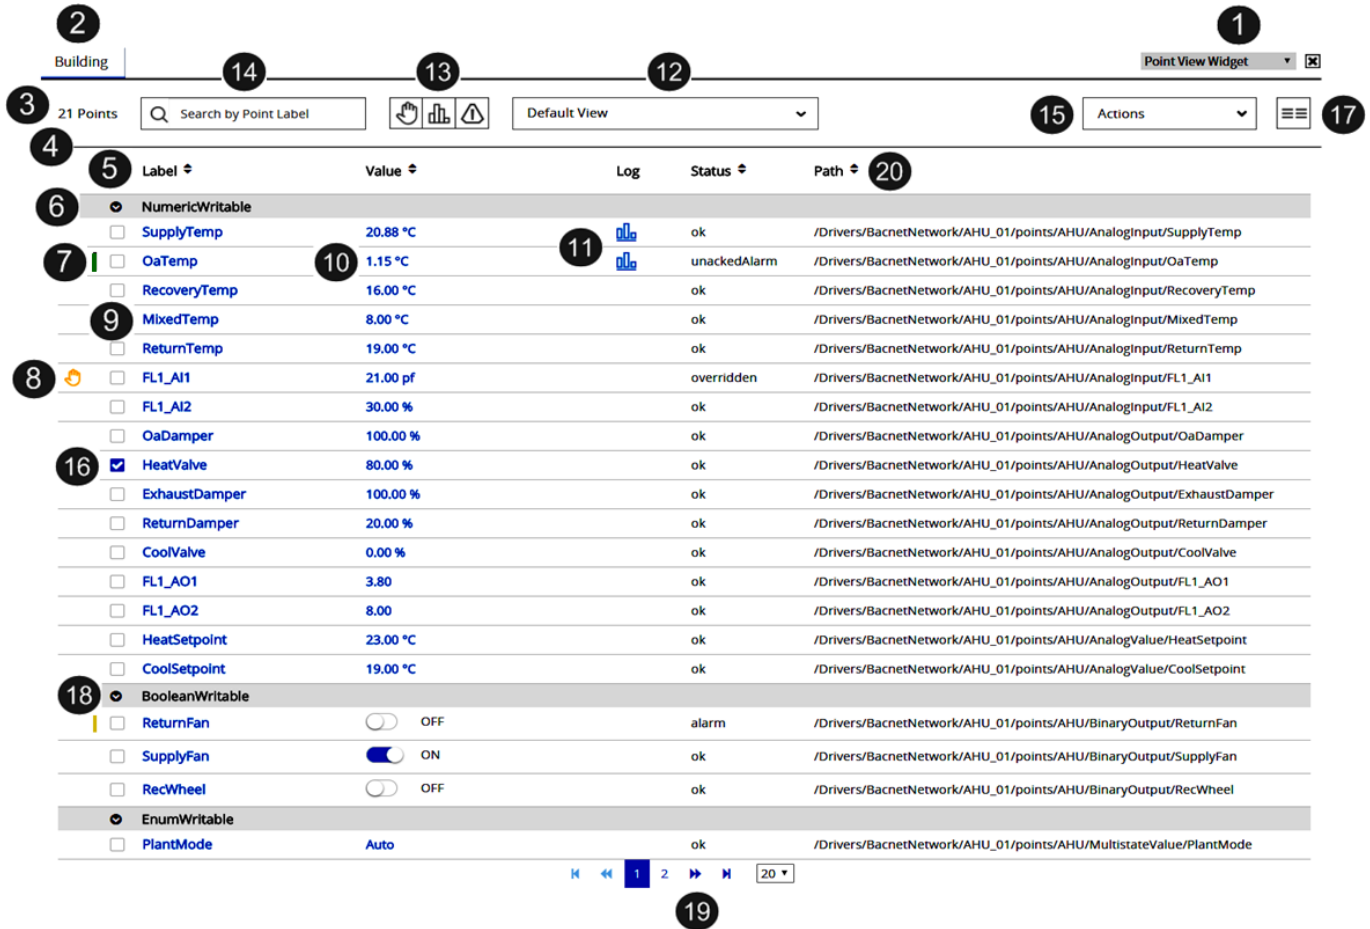 2
1
Building
Point View Widget
14
13
12
3
21 Points
Search by Point Label
Default View
15
Actions
17
4
5
Label
Value
Log
Status
Path
20
6
NumericWritable
SupplyTemp 20.88 °C ok /Drivers/BacnetNetwork/AHU_01/points/AHU/AnalogInput/SupplyTemp
11
7
OaTemp
10
1.15 °C unackedAlarm /Drivers/BacnetNetwork/AHU_01/points/AHU/AnalogInput/OaTemp
RecoveryTemp 16.00 °C ok /Drivers/BacnetNetwork/AHU_01/points/AHU/AnalogInput/RecoveryTemp
9
MixedTemp 8.00 °C ok /Drivers/BacnetNetwork/AHU_01/points/AHU/AnalogInput/MixedTemp
ReturnTemp 19.00 °C ok /Drivers/BacnetNetwork/AHU_01/points/AHU/AnalogInput/ReturnTemp
8
FL1_AI1 21.00 pf overridden /Drivers/BacnetNetwork/AHU_01/points/AHU/AnalogInput/FL1_AI1
FL1_AI2 30.00 % ok /Drivers/BacnetNetwork/AHU_01/points/AHU/AnalogInput/FL1_AI2
OaDamper 100.00 % ok /Drivers/BacnetNetwork/AHU_01/points/AHU/AnalogOutput/OaDamper
16
HeatValve 80.00 % ok /Drivers/BacnetNetwork/AHU_01/points/AHU/AnalogOutput/HeatValve
ExhaustDamper 100.00 % ok /Drivers/BacnetNetwork/AHU_01/points/AHU/AnalogOutput/ExhaustDamper
ReturnDamper 20.00 % ok /Drivers/BacnetNetwork/AHU_01/points/AHU/AnalogOutput/ReturnDamper
CoolValve 0.00 % ok /Drivers/BacnetNetwork/AHU_01/points/AHU/AnalogOutput/CoolValve
FL1_AO1 3.80 ok /Drivers/BacnetNetwork/AHU_01/points/AHU/AnalogOutput/FL1_AO1
FL1_AO2 8.00 ok /Drivers/BacnetNetwork/AHU_01/points/AHU/AnalogOutput/FL1_AO2
HeatSetpoint 23.00 °C ok /Drivers/BacnetNetwork/AHU_01/points/AHU/AnalogValue/HeatSetpoint
CoolSetpoint 19.00 °C ok /Drivers/BacnetNetwork/AHU_01/points/AHU/AnalogValue/CoolSetpoint
18
BooleanWritable
ReturnFan OFF alarm /Drivers/BacnetNetwork/AHU_01/points/AHU/BinaryOutput/ReturnFan
SupplyFan ON ok /Drivers/BacnetNetwork/AHU_01/points/AHU/BinaryOutput/SupplyFan
RecWheel OFF ok /Drivers/BacnetNetwork/AHU_01/points/AHU/BinaryOutput/RecWheel
EnumWritable
PlantMode Auto ok /Drivers/BacnetNetwork/AHU_01/points/AHU/MultistateValue/PlantMode
1 2 20
19